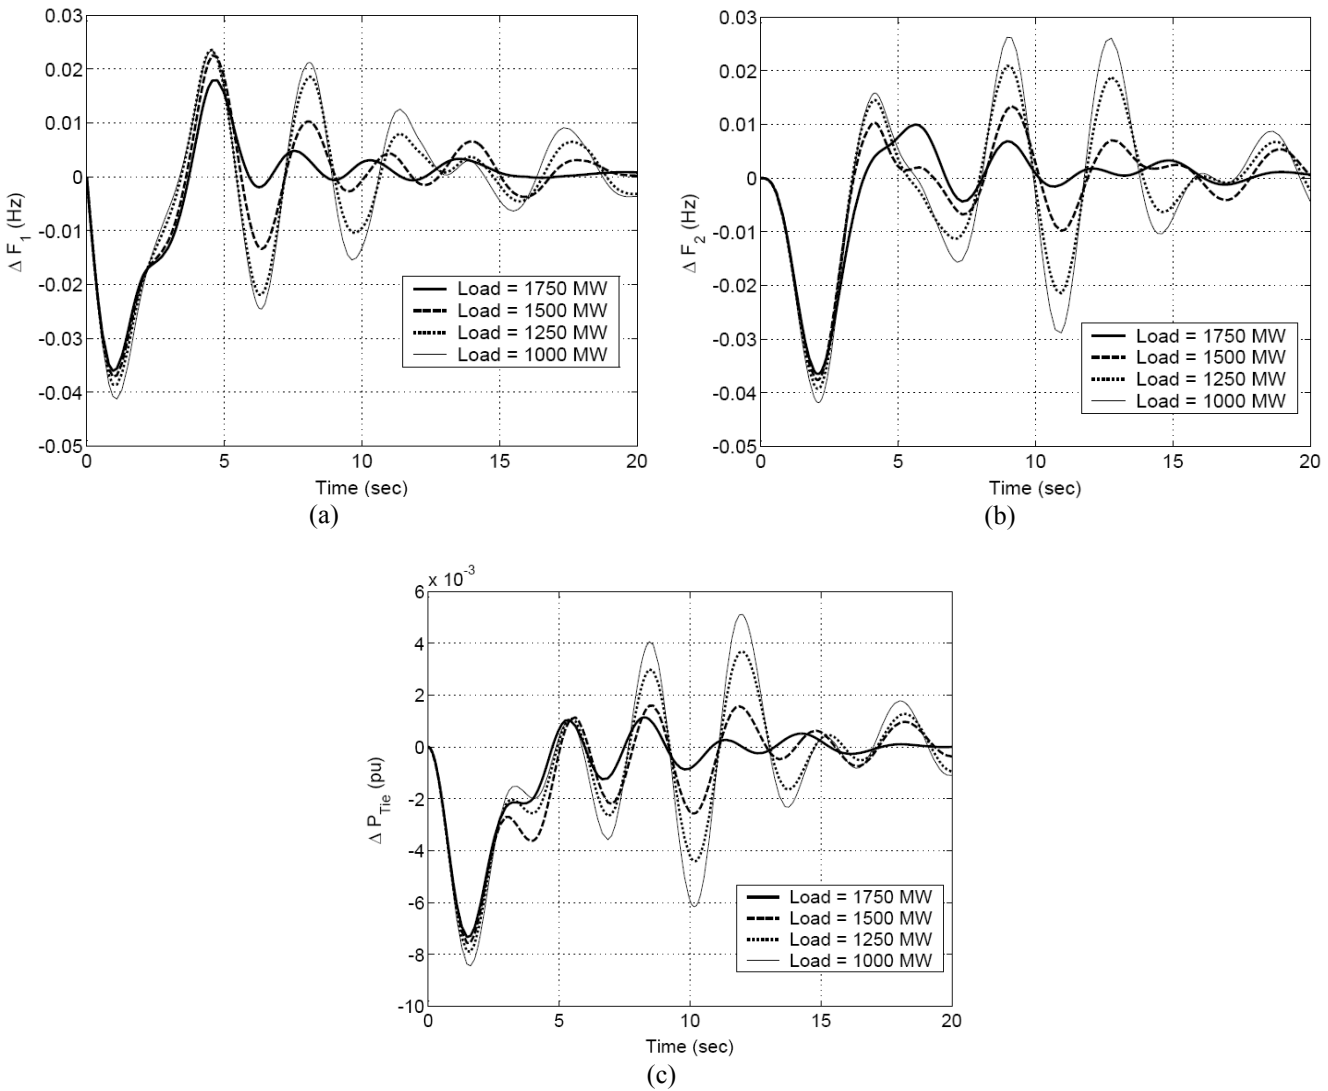 0.03
0.02
0.01
0
-0.01
-0.02
-0.03
-0.04
-0.05
Δ F1 (Hz)
Load = 1750 MW
Load = 1500 MW
Load = 1250 MW
Load = 1000 MW
0 5 10 15 20
Time (sec)
(a)
0.03
0.02
0.01
0
-0.01
-0.02
-0.03
-0.04
-0.05
Δ F2 (Hz)
Load = 1750 MW
Load = 1500 MW
Load = 1250 MW
Load = 1000 MW
0 5 10 15 20
Time (sec)
(b)
x 10-3
6
4
2
0
-2
-4
-6
-8
-10
Δ PTie (pu)
Load = 1750 MW
Load = 1500 MW
Load = 1250 MW
Load = 1000 MW
0 5 10 15 20
Time (sec)
(c)